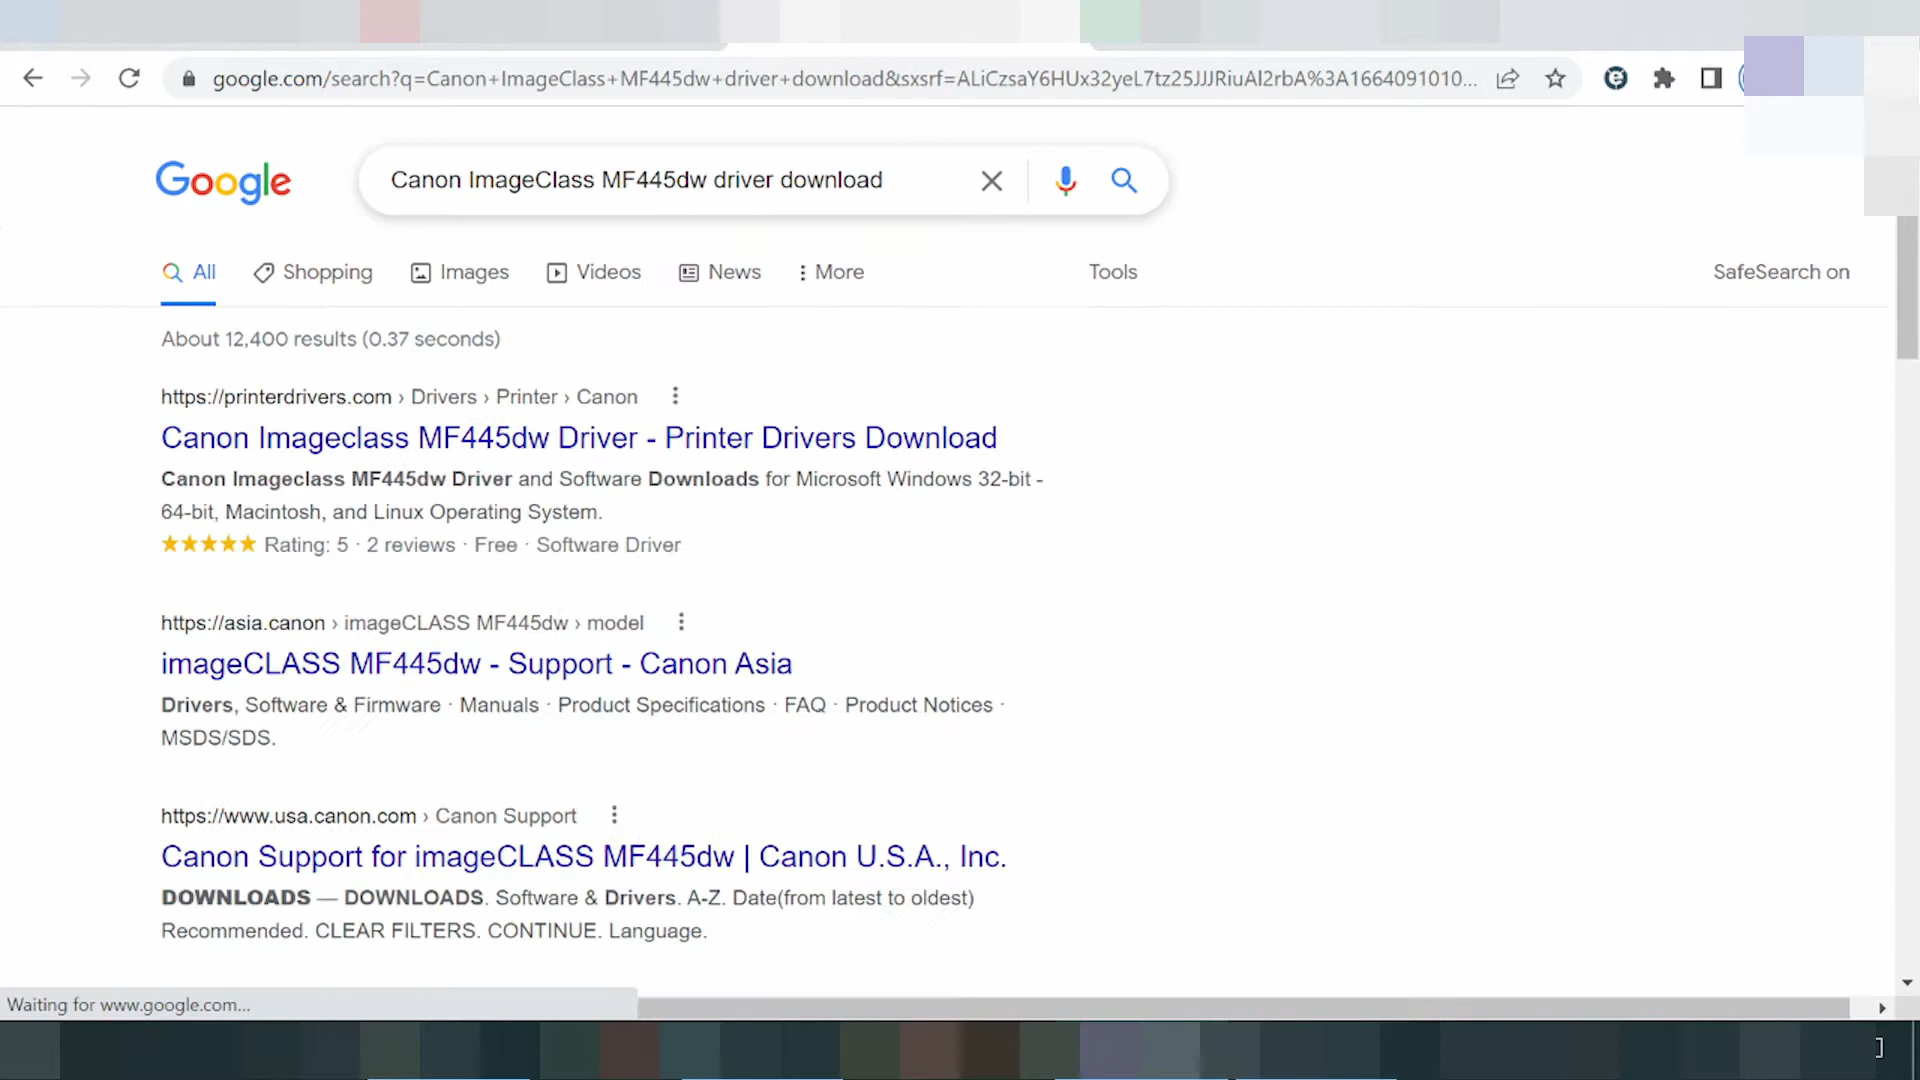 google.com/search?q=Canon+ImageClass+MF445dw+driver+download&sxsrf=ALiCzsaY6HUx32yeL7tz25JJJRiuAl2rbA%3A1664091010...
Google
Canon ImageClass MF445dw driver download
All Shopping Images Videos News More Tools SafeSearch on
About 12,400 results (0.37 seconds)
https://printerdrivers.com › Drivers › Printer › Canon
Canon Imageclass MF445dw Driver - Printer Drivers Download
Canon Imageclass MF445dw Driver and Software Downloads for Microsoft Windows 32-bit -
64-bit, Macintosh, and Linux Operating System.
★★★★★ Rating: 5 · 2 reviews · Free · Software Driver
https://asia.canon › imageCLASS MF445dw › model
imageCLASS MF445dw - Support - Canon Asia
Drivers, Software & Firmware · Manuals · Product Specifications · FAQ · Product Notices ·
MSDS/SDS.
https://www.usa.canon.com › Canon Support
Canon Support for imageCLASS MF445dw | Canon U.S.A., Inc.
DOWNLOADS — DOWNLOADS. Software & Drivers. A-Z. Date(from latest to oldest)
Recommended. CLEAR FILTERS. CONTINUE. Language.
Waiting for www.google.com...